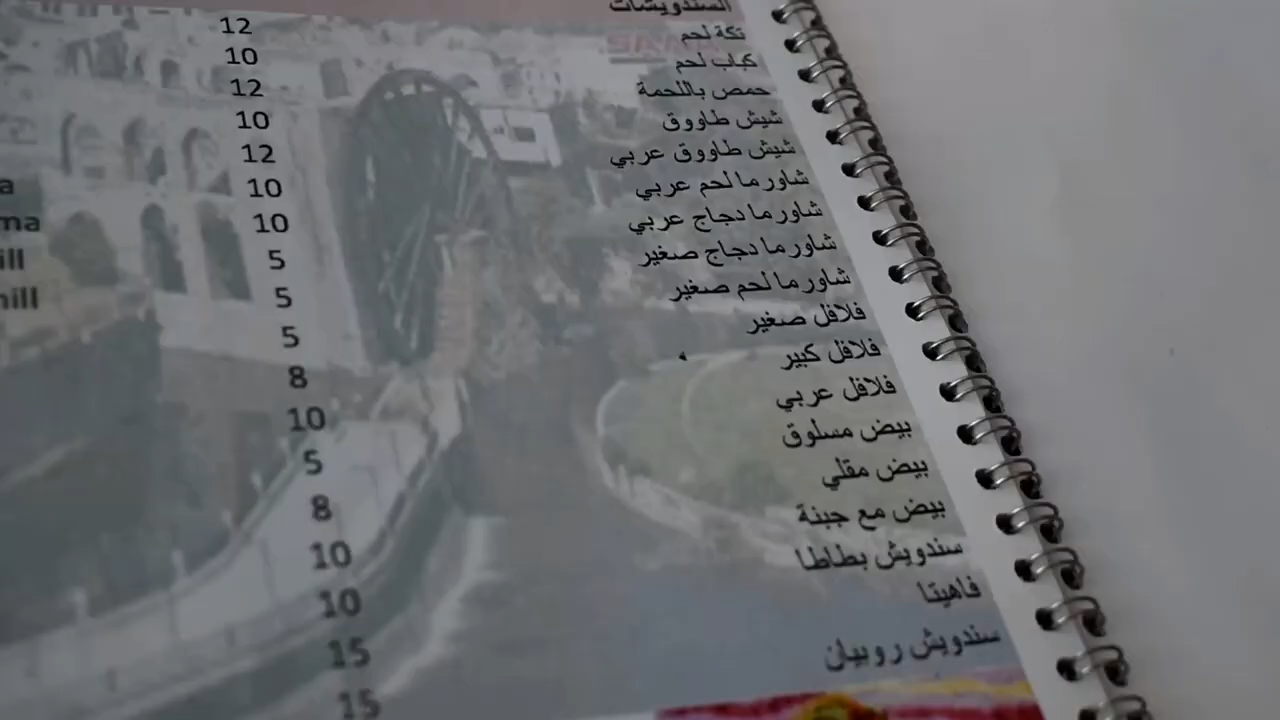 السندويشات
تكة لحم 12
كباب لحم 10
حمص باللحمة 12
شيش طاووق 10
شيش طاووق عربي 12
شاورما لحم عربي 10
شاورما دجاج عربي 10
شاورما دجاج صغير 5
شاورما لحم صغير 5
فلافل صغير 5
فلافل كبير 8
فلافل عربي 10
بيض مسلوق 5
بيض مقلي 8
بيض مع جبنة 10
سندويش بطاطا 10
فاهيتا 15
سندويش روبيان 15